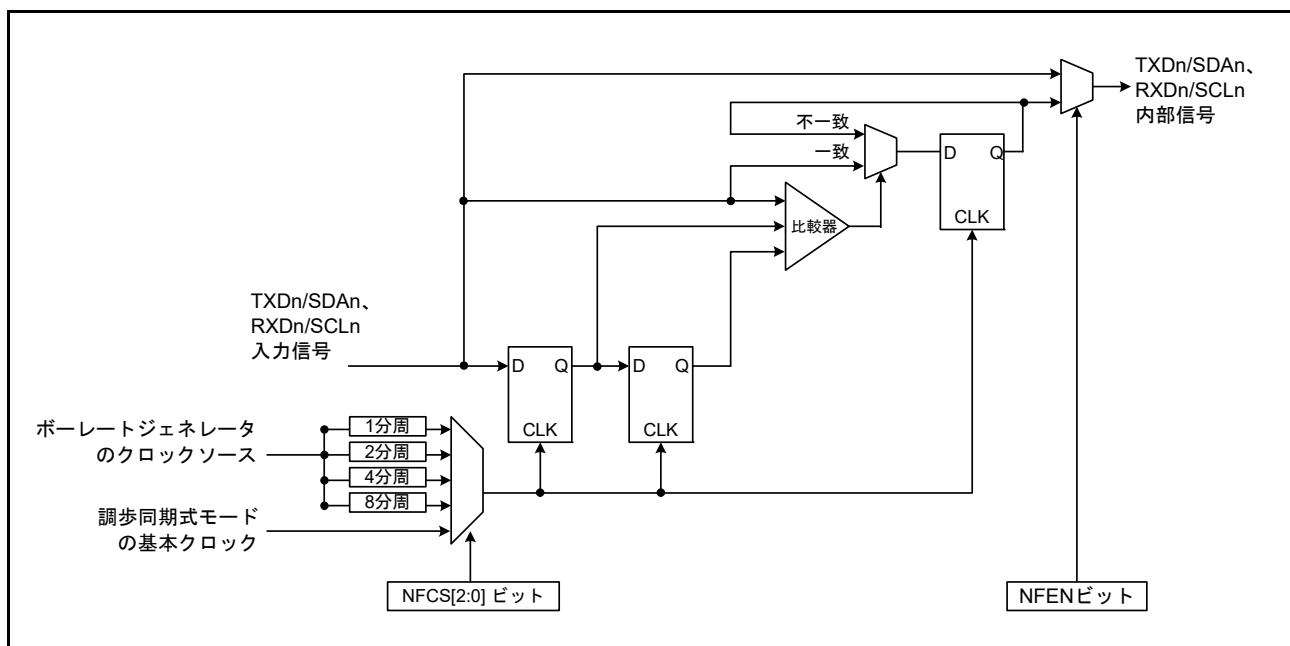 TXDn/SDAn、
RXDn/SCLn
内部信号
不一致
一致
D
Q
CLK
比較器
TXDn/SDAn、
RXDn/SCLn
入力信号
D
Q
CLK
D
Q
CLK
ボーレートジェネレータ
のクロックソース
1分周
2分周
4分周
8分周
調歩同期式モード
の基本クロック
NFCS[2:0] ビット
NFENビット